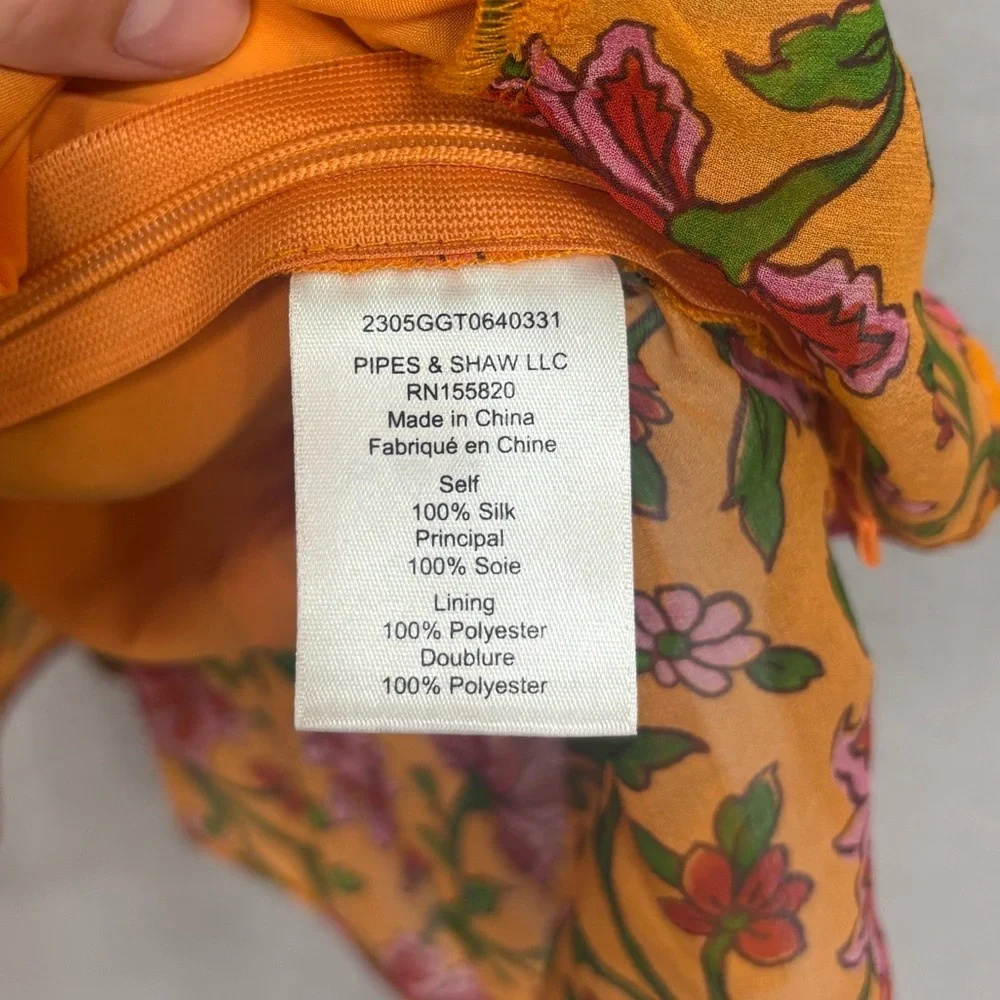 2305GGT0640331
PIPES & SHAW LLC
RN155820
Made in China
Fabriqué en Chine
Self
100% Silk
Principal
100% Soie
Lining
100% Polyester
Doublure
100% Polyester